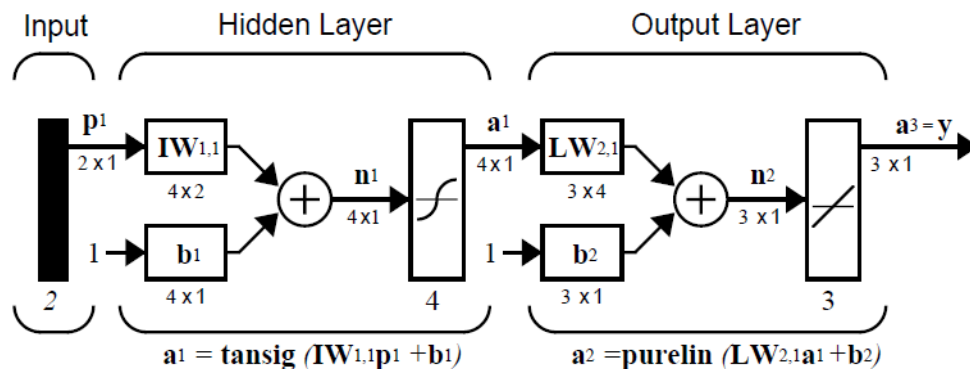 Input Hidden Layer Output Layer
p1 a1 a3 = y
IW1,1 LW2,1
2 x 1 4 x 1 3 x 1
4 x 2 n1 3 x 4 n2
4 x 1 3 x 1
1 b1 1 b2
4 x 1 3 x 1
2 4 3
a1 = tansig (IW1,1p1 +b1) a2 =purelin (LW2,1a1 +b2)